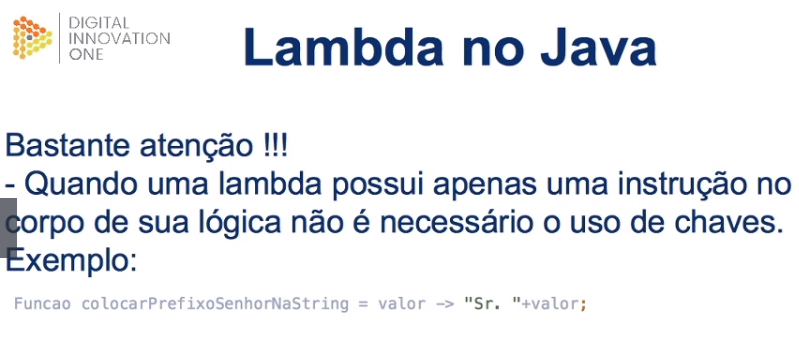 DIGITAL
INNOVATION
ONE
Lambda no Java
Bastante atenção !!!
- Quando uma lambda possui apenas uma instrução no
corpo de sua lógica não é necessário o uso de chaves.
Exemplo:
Funcao colocarPrefixoSenhorNaString = valor -> "Sr. "+valor;